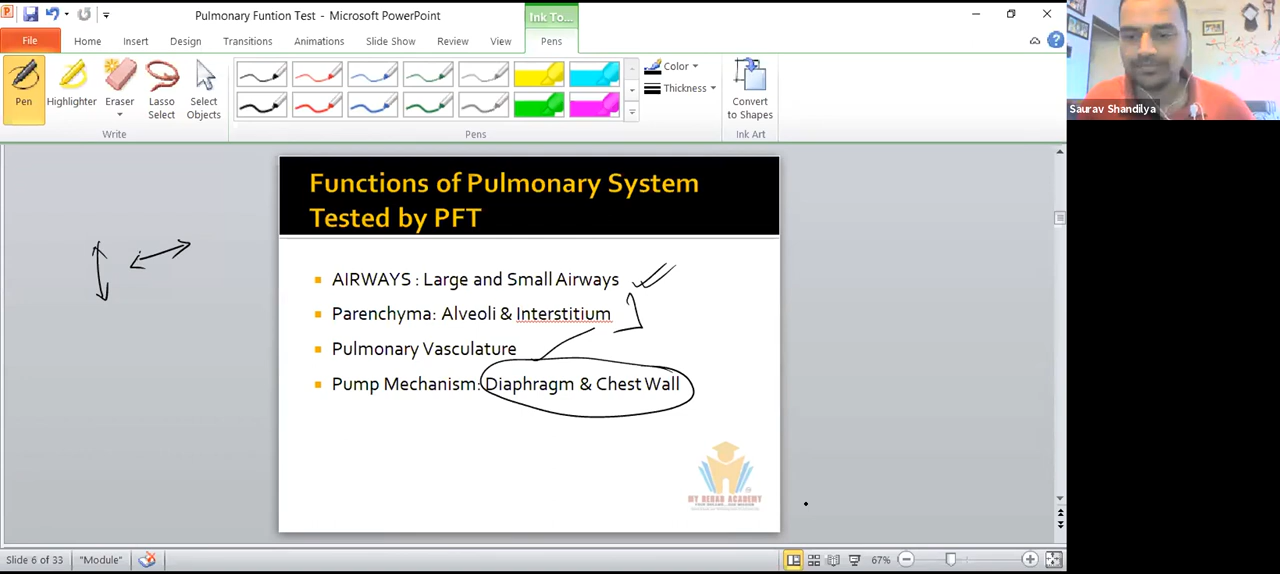 Pulmonary Funtion Test - Microsoft PowerPoint
Ink To...
File Home Insert Design Transitions Animations Slide Show Review View Pens
Pen Highlighter Eraser Lasso Select Select Objects
Color
Thickness
Convert to Shapes
Write Pens Ink Art
Saurav Shandilya
Functions of Pulmonary System
Tested by PFT
AIRWAYS : Large and Small Airways
Parenchyma: Alveoli & Interstitium
Pulmonary Vasculature
Pump Mechanism: Diaphragm & Chest Wall
MY REHAB ACADEMY
Slide 6 of 33 "Module" 67%